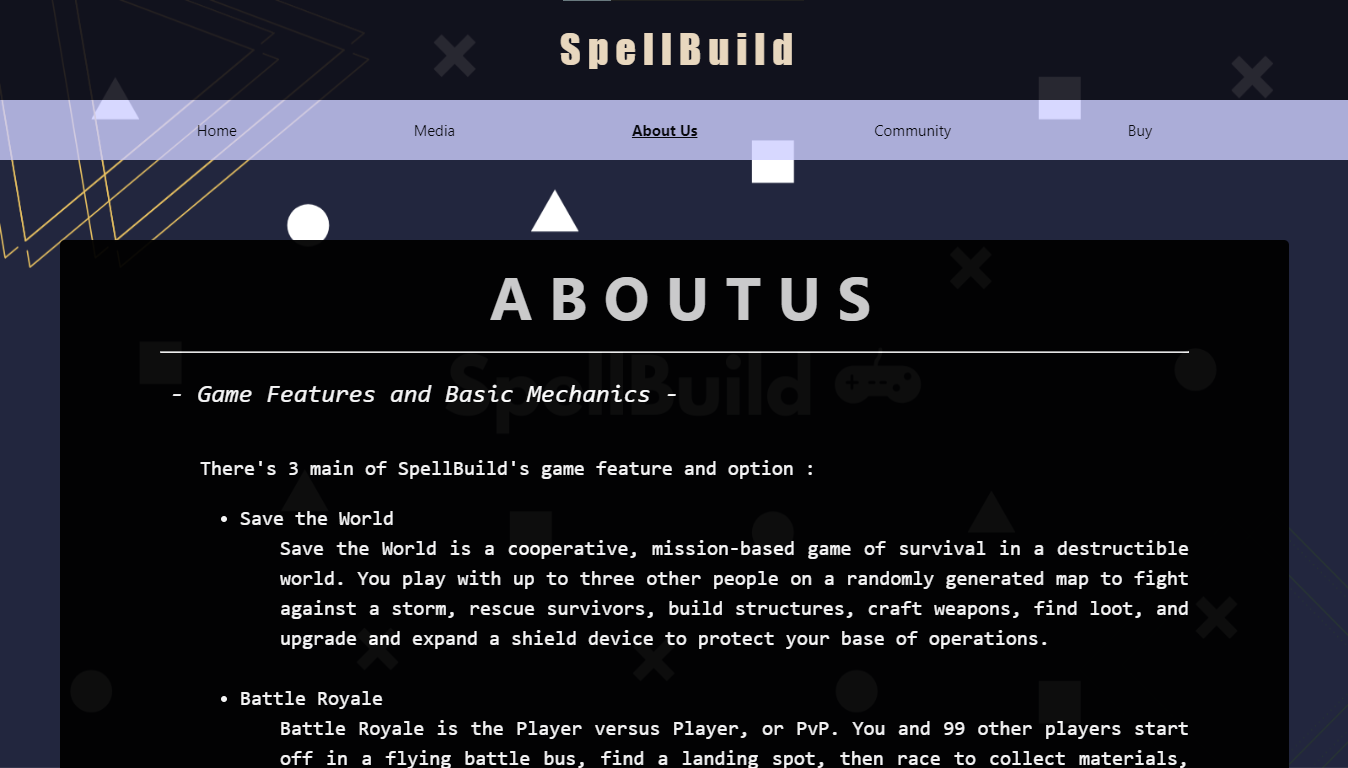 SpellBuild
Home Media About Us Community Buy
ABOUTUS
SpellBuild
- Game Features and Basic Mechanics -
There's 3 main of SpellBuild's game feature and option :
• Save the World
Save the World is a cooperative, mission-based game of survival in a destructible
world. You play with up to three other people on a randomly generated map to fight
against a storm, rescue survivors, build structures, craft weapons, find loot, and
upgrade and expand a shield device to protect your base of operations.
• Battle Royale
Battle Royale is the Player versus Player, or PvP. You and 99 other players start
off in a flying battle bus, find a landing spot, then race to collect materials,